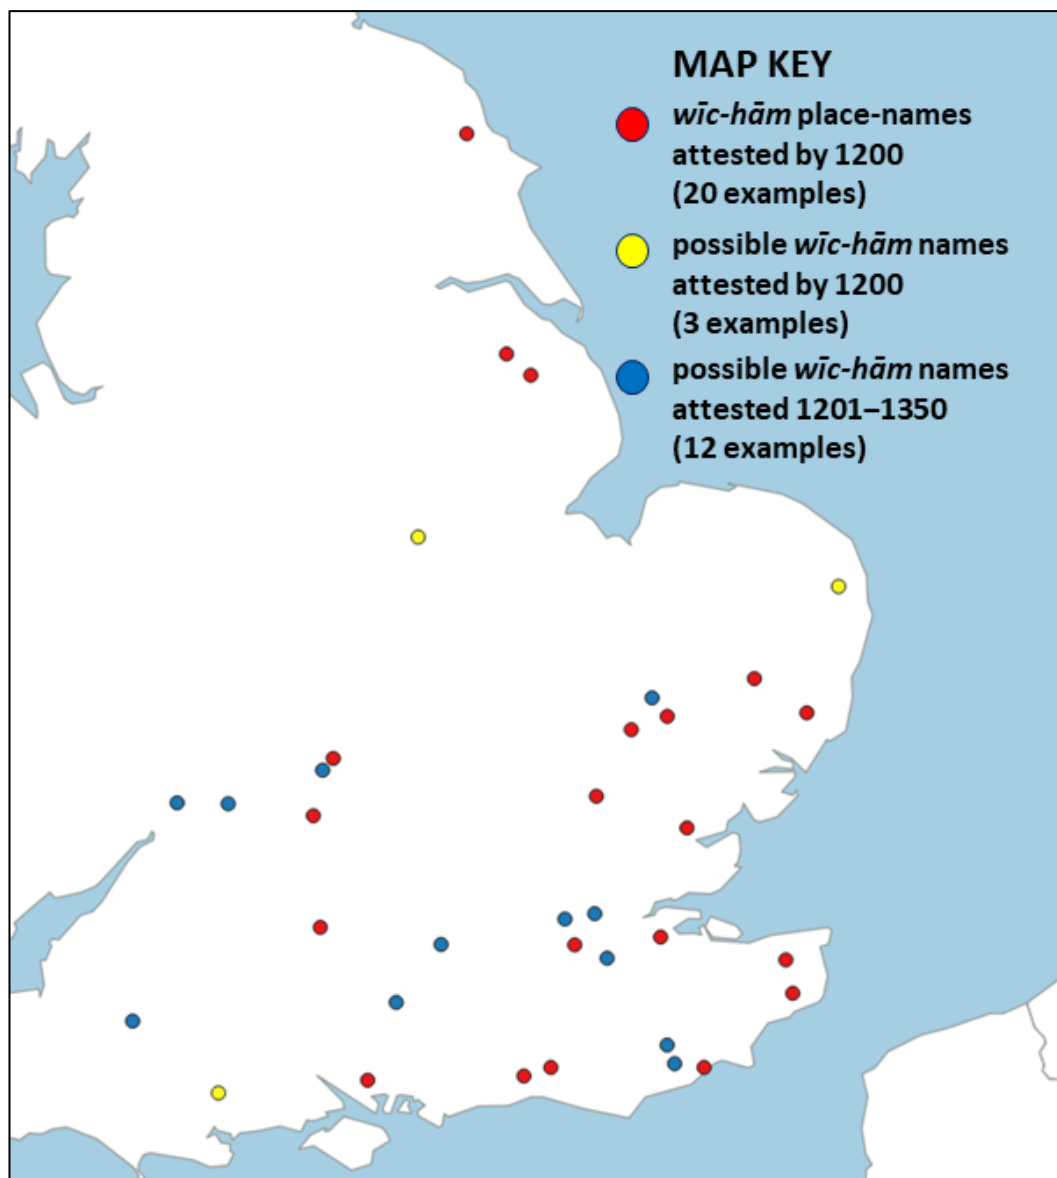 MAP KEY
wīc-hām place-names
attested by 1200
(20 examples)
possible wīc-hām names
attested by 1200
(3 examples)
possible wīc-hām names
attested 1201–1350
(12 examples)